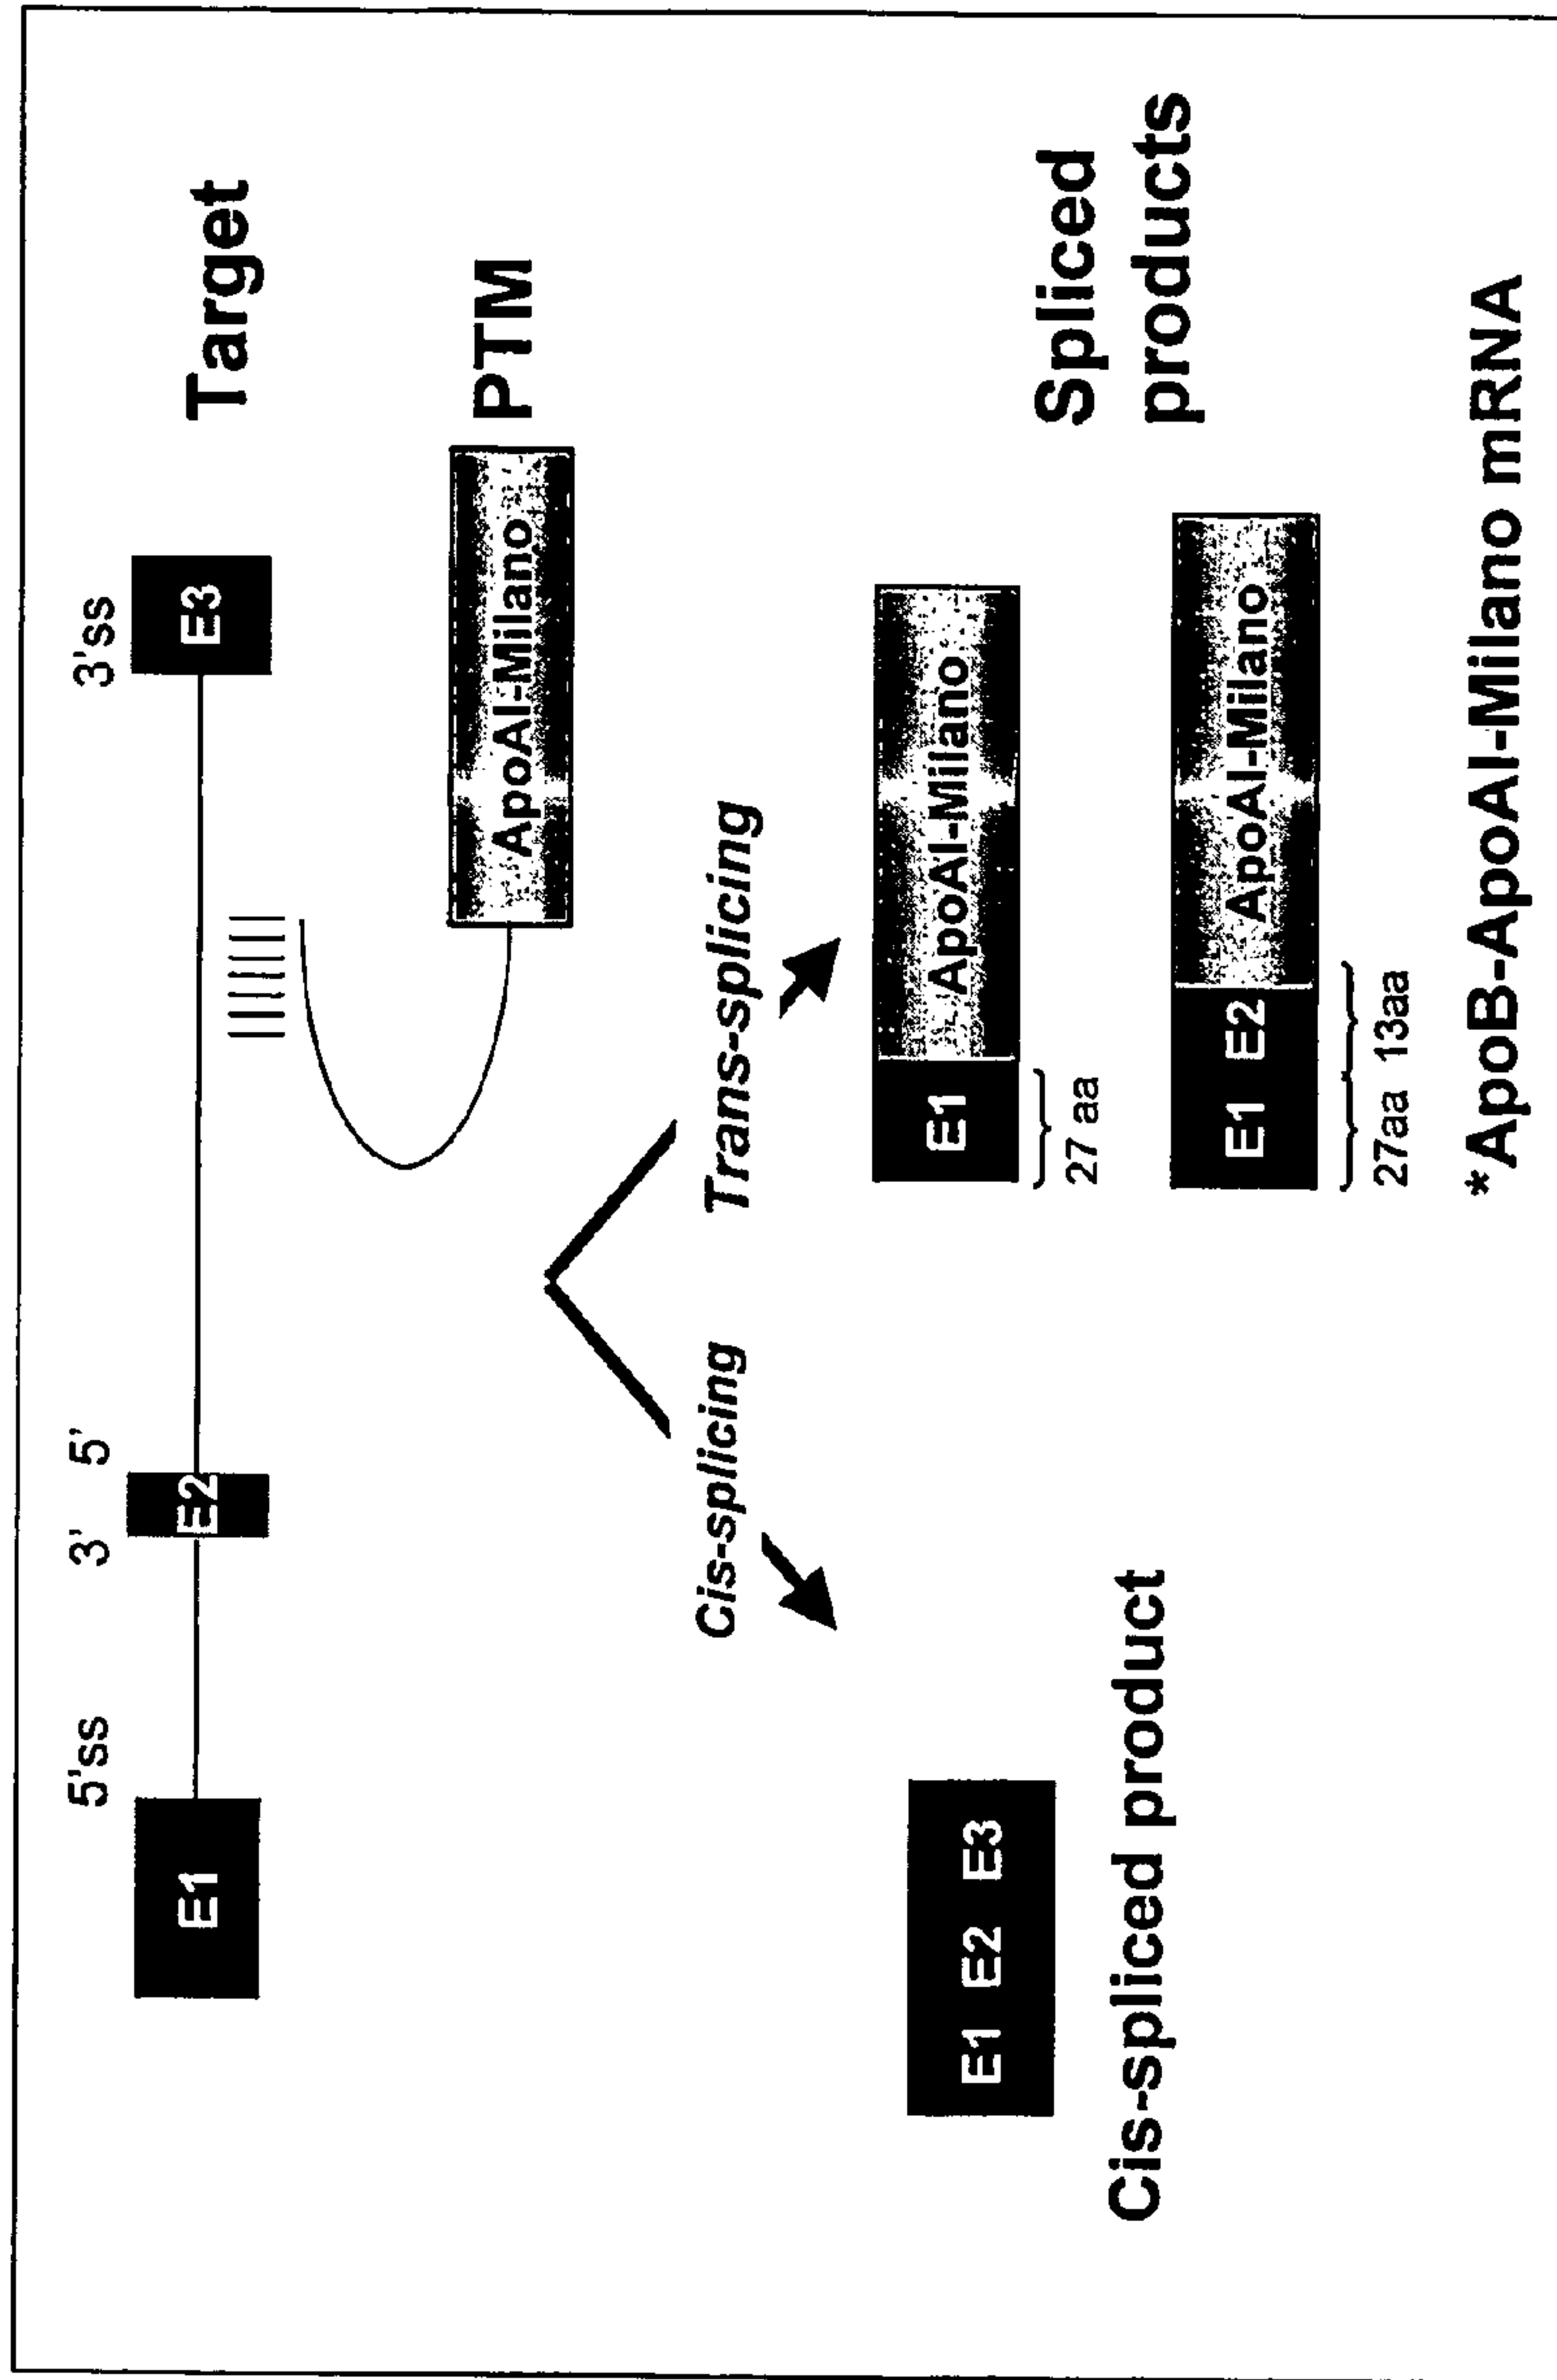 5'ss 3' 5' 3'ss
E1 E2 E3 Target
ApoAI-Milano PTM
Cis-splicing Trans-splicing
E1 E2 E3
Cis-spliced product
E1 ApoAI-Milano
27 aa
Spliced
products
E1 E2 ApoAI-Milano
27aa 13aa
*ApoB-ApoAI-Milano mRNA